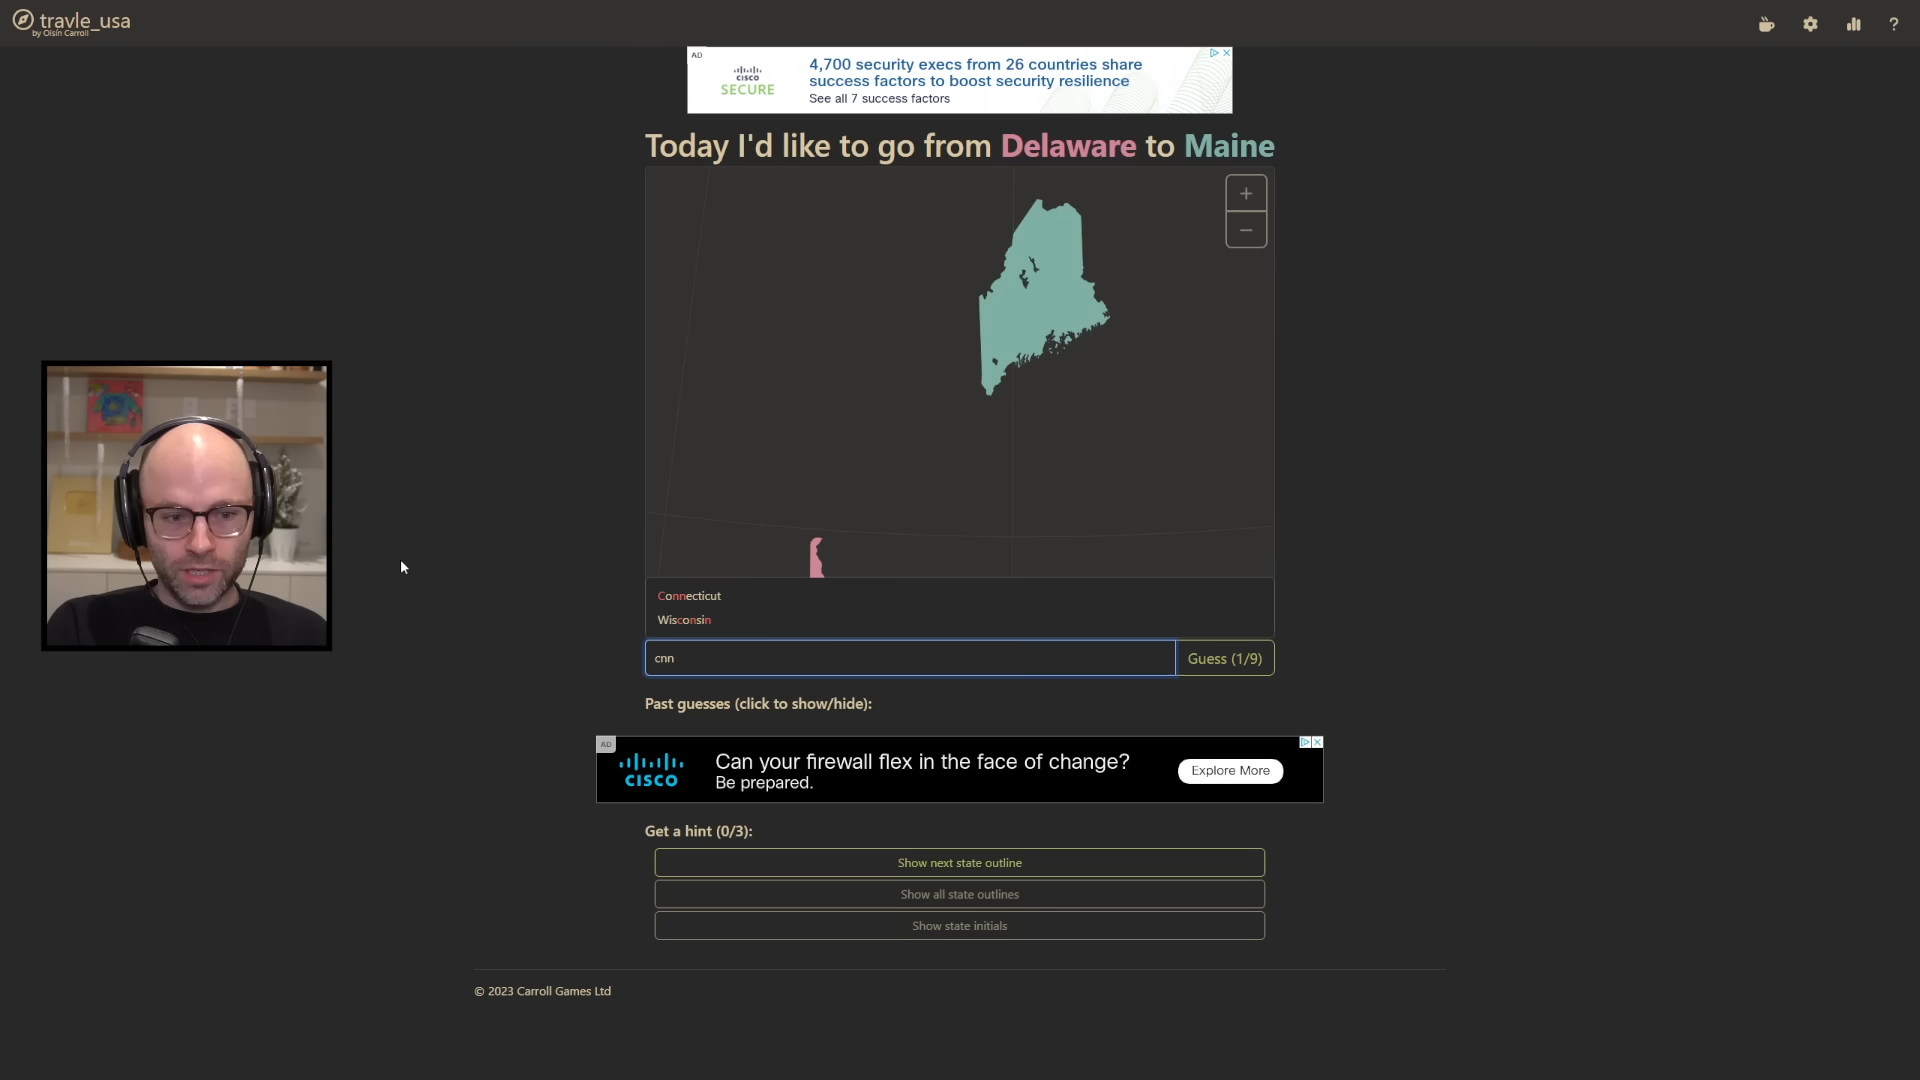 travle_usa
by Oisín Carroll
AD
CISCO
SECURE
4,700 security execs from 26 countries share
success factors to boost security resilience
See all 7 success factors
Today I'd like to go from Delaware to Maine
+
−
Connecticut
Wisconsin
cnn
Guess (1/9)
Past guesses (click to show/hide):
AD
CISCO
Can your firewall flex in the face of change?
Be prepared.
Explore More
Get a hint (0/3):
Show next state outline
Show all state outlines
Show state initials
© 2023 Carroll Games Ltd